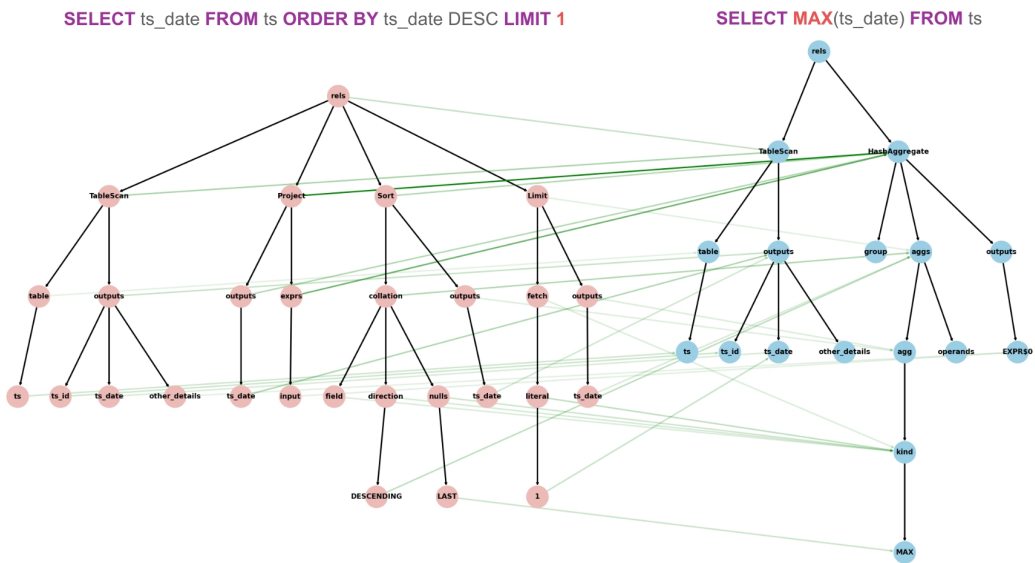 SELECT ts_date FROM ts ORDER BY ts_date DESC LIMIT 1
SELECT MAX(ts_date) FROM ts
rels
rels
TableScan
HashAggregate
TableScan
Project
Sort
Limit
table
outputs
group
aggs
outputs
table
outputs
outputs
exprs
collation
outputs
fetch
outputs
ts
ts_id
ts_date
other_details
agg
operands
EXPR$0
ts
ts_id
ts_date
other_details
ts_date
input
field
direction
nulls
ts_date
literal
ts_date
kind
DESCENDING
LAST
1
MAX